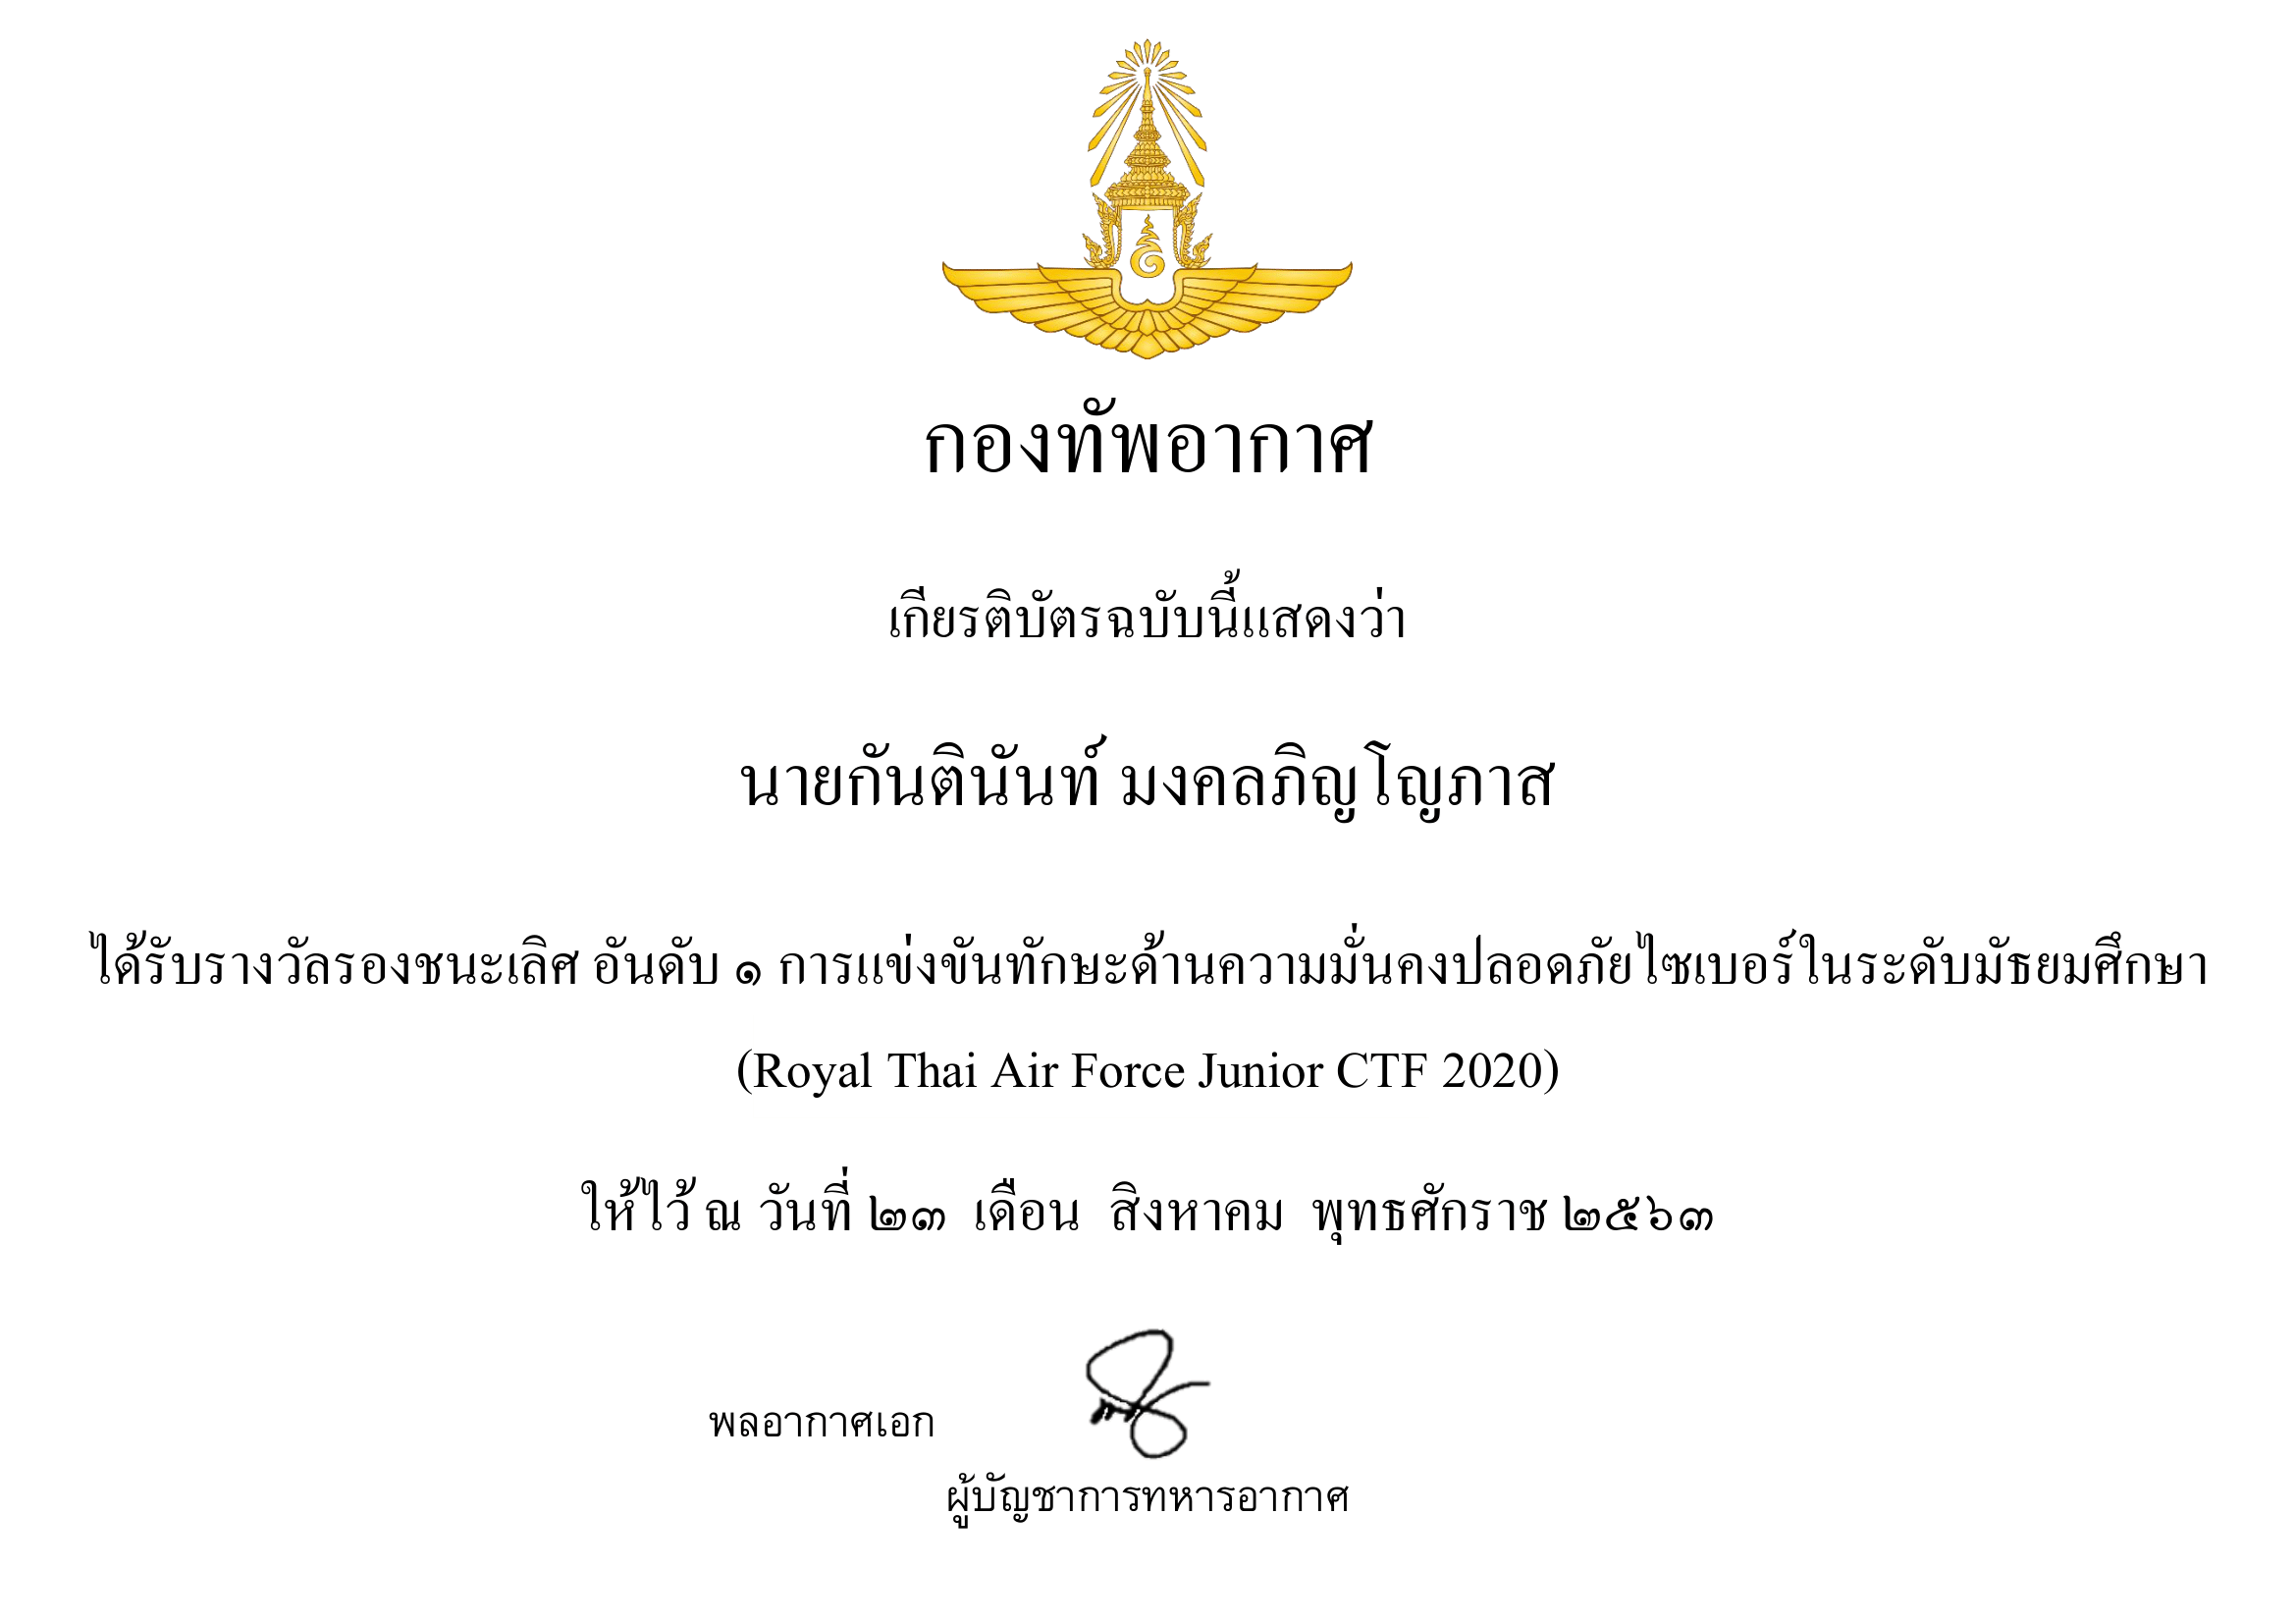 กองทัพอากาศ
เกียรติบัตรฉบับนี้แสดงว่า
นายกันตินันท์ มงคลภิญโญภาส
ได้รับรางวัลรองชนะเลิศ อันดับ ๑ การแข่งขันทักษะด้านความมั่นคงปลอดภัยไซเบอร์ในระดับมัธยมศึกษา
(Royal Thai Air Force Junior CTF 2020)
ให้ไว้ ณ วันที่ ๒๓ เดือน สิงหาคม พุทธศักราช ๒๕๖๓
พลอากาศเอก
ผู้บัญชาการทหารอากาศ